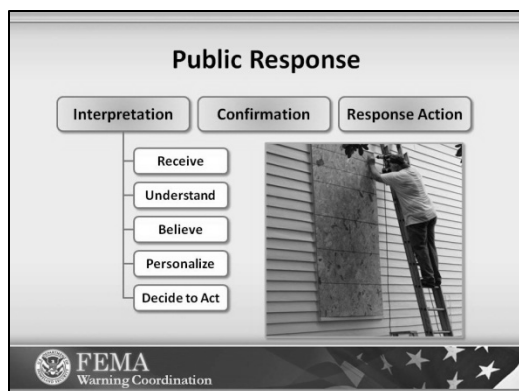 Public Response
Interpretation
Confirmation
Response Action
Receive
Understand
Believe
Personalize
Decide to Act
FEMA
Warning Coordination